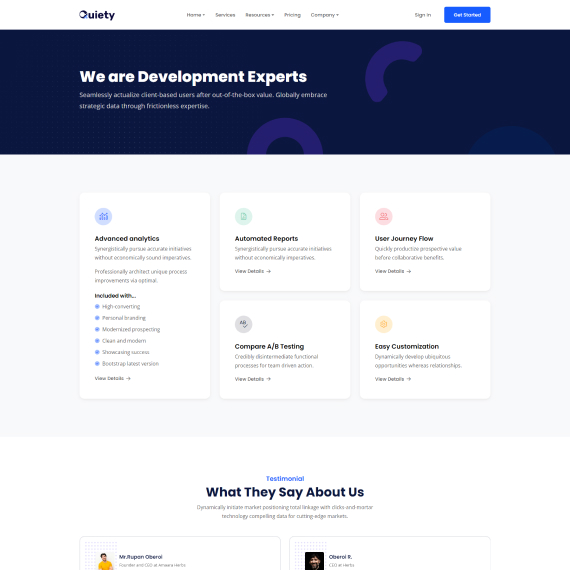 Quiety
Home Services Resources Pricing Company
Sign In
Get Started
We are Development Experts
Seamlessly actualize client-based users after out-of-the-box value. Globally embrace
strategic data through frictionless expertise.
Advanced analytics
Synergistically pursue accurate initiatives
without economically sound imperatives.
Professionally architect unique process
improvements via optimal.
Included with...
High-converting
Personal branding
Modernized prospecting
Clean and modern
Showcasing success
Bootstrap latest version
View Details →
Automated Reports
Synergistically pursue accurate initiatives
without economically imperatives.
View Details →
User Journey Flow
Quickly productize prospective value
before collaborative benefits.
View Details →
Compare A/B Testing
Credibly disintermediate functional
processes for team driven action.
View Details →
Easy Customization
Dynamically develop ubiquitous
opportunities whereas relationships.
View Details →
Testimonial
What They Say About Us
Dynamically initiate market positioning total linkage with clicks-and-mortar
technology compelling data for cutting-edge markets.
Mr.Rupan Oberoi
Founder and CEO at Amaara Herbs
Oberoi R.
CEO at Herbs